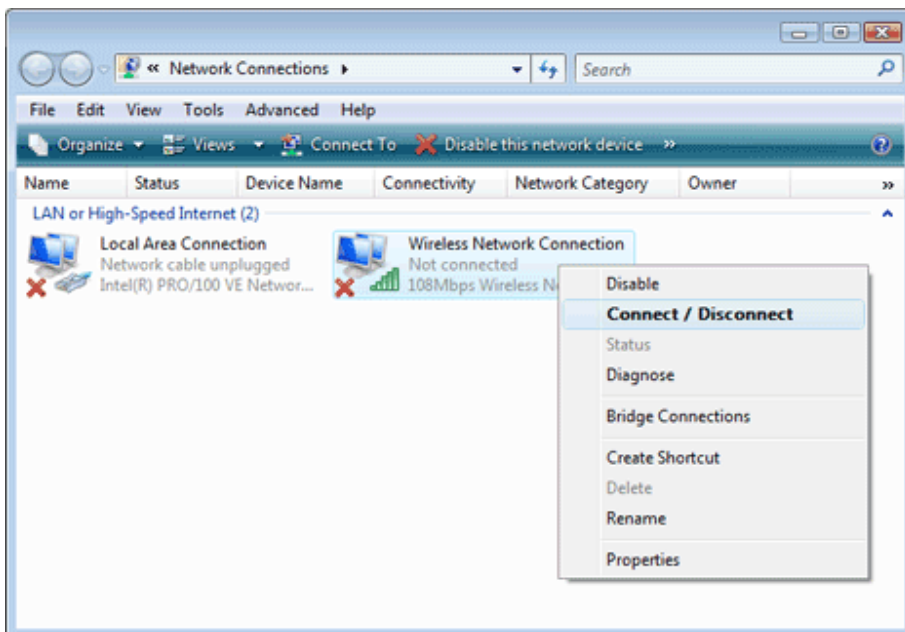 « Network Connections ▸
Search
File Edit View Tools Advanced Help
Organize Views Connect To Disable this network device »
Name Status Device Name Connectivity Network Category Owner »
LAN or High-Speed Internet (2)
Local Area Connection
Network cable unplugged
Intel(R) PRO/100 VE Networ...
Wireless Network Connection
Not connected
108Mbps Wireless
Disable
Connect / Disconnect
Status
Diagnose
Bridge Connections
Create Shortcut
Delete
Rename
Properties